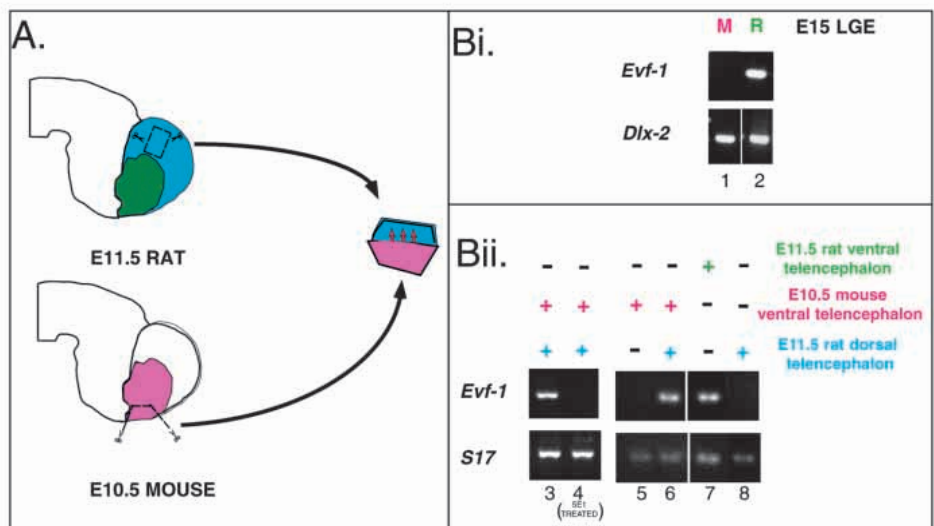 A.
E11.5 RAT
E10.5 MOUSE
Bi.
M R E15 LGE
Evf-1
Dlx-2
1 2
Bii.
- - - - + - E11.5 rat ventral telencephalon
+ + + + - - E10.5 mouse ventral telencephalon
+ + - + - + E11.5 rat dorsal telencephalon
Evf-1
S17
3 4 5 6 7 8
(TREATED)